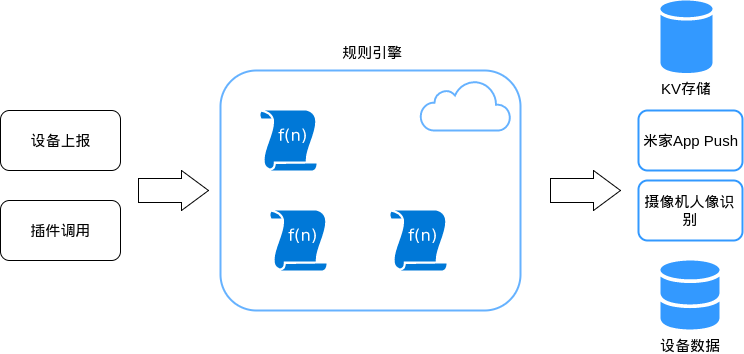 规则引擎
设备上报
插件调用
f(n)
f(n)
f(n)
KV存储
米家App Push
摄像机人像识
别
设备数据